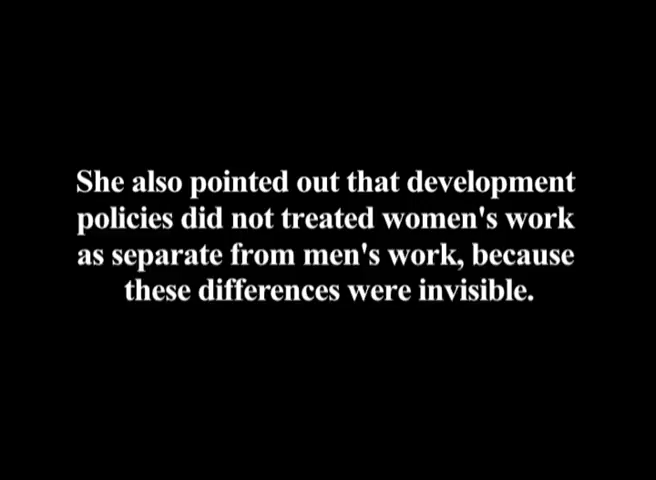 She also pointed out that development
policies did not treated women's work
as separate from men's work, because
these differences were invisible.